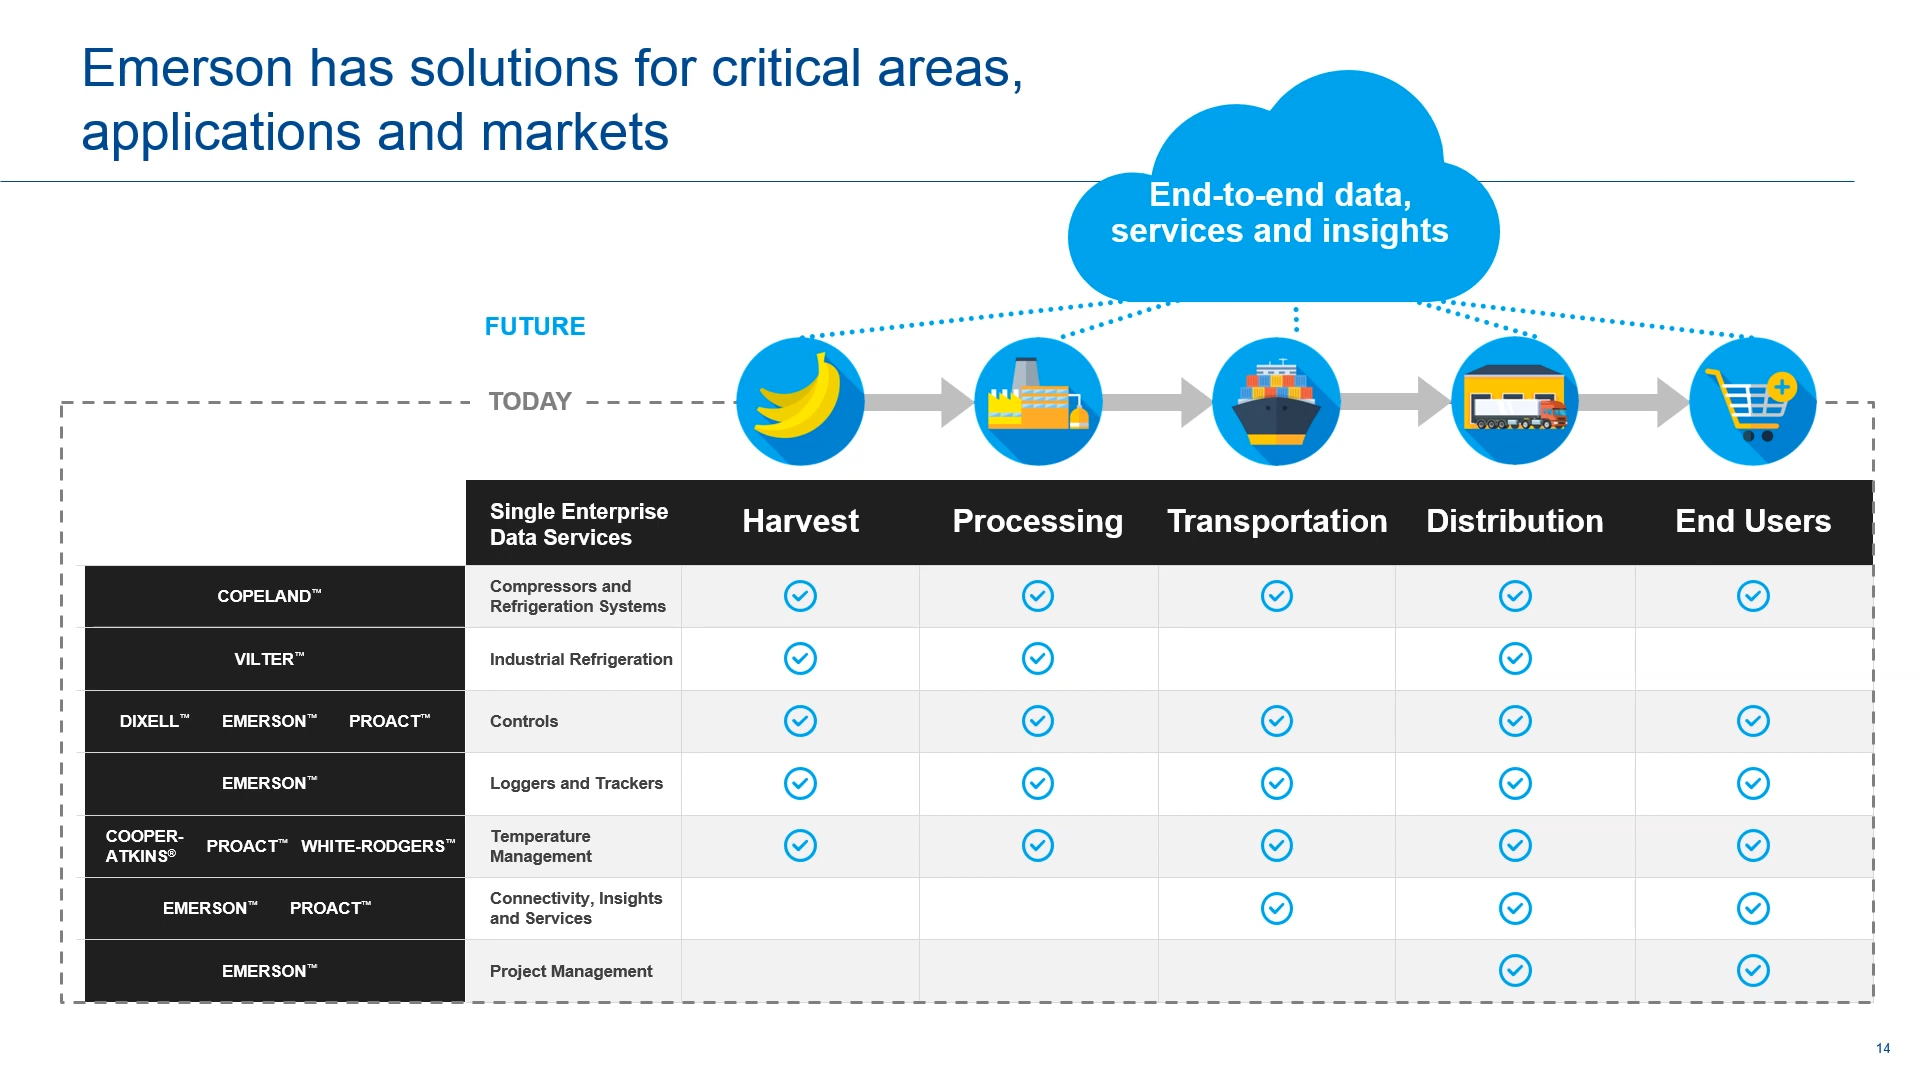 Emerson has solutions for critical areas,
applications and markets
End-to-end data,
services and insights
FUTURE
TODAY
Single Enterprise
Data Services
Harvest
Processing
Transportation
Distribution
End Users
COPELAND™
Compressors and
Refrigeration Systems
VILTER™
Industrial Refrigeration
DIXELL™ EMERSON™ PROACT™
Controls
EMERSON™
Loggers and Trackers
COOPER-
ATKINS®
PROACT™ WHITE-RODGERS™
Temperature
Management
EMERSON™ PROACT™
Connectivity, Insights
and Services
EMERSON™
Project Management
14